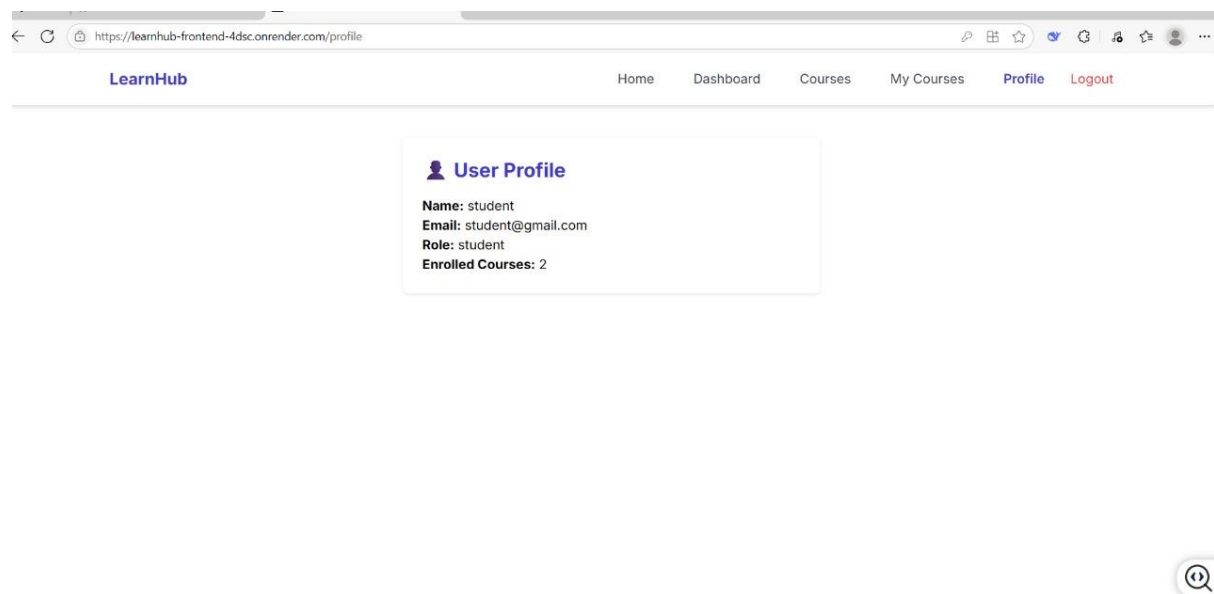 https://learnhub-frontend-4dsc.onrender.com/profile
LearnHub Home Dashboard Courses My Courses Profile Logout
User Profile
Name: student
Email: student@gmail.com
Role: student
Enrolled Courses: 2